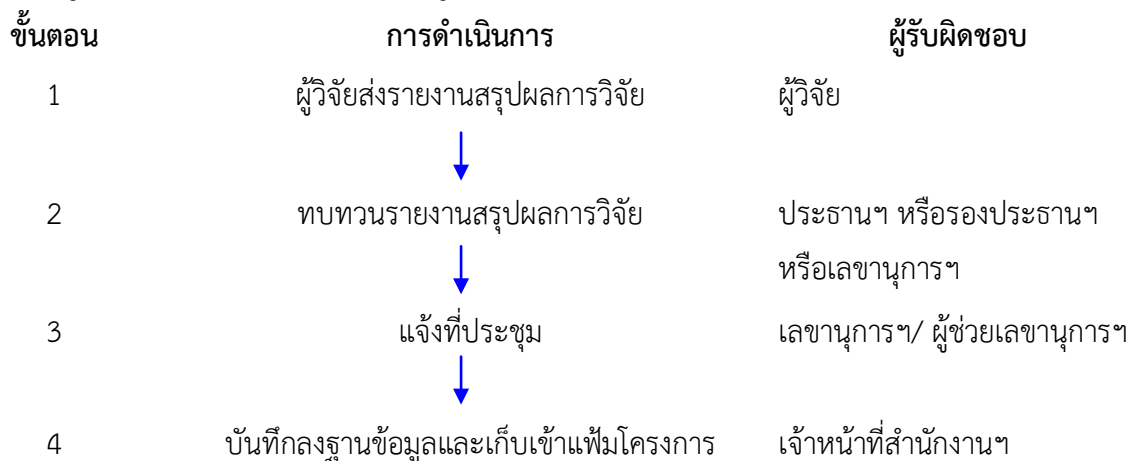 ขั้นตอน การดำเนินการ ผู้รับผิดชอบ
1 ผู้วิจัยส่งรายงานสรุปผลการวิจัย ผู้วิจัย
2 ทบทวนรายงานสรุปผลการวิจัย ประธานฯ หรือรองประธานฯ
หรือเลขานุการฯ
3 แจ้งที่ประชุม เลขานุการฯ/ ผู้ช่วยเลขานุการฯ
4 บันทึกลงฐานข้อมูลและเก็บเข้าแฟ้มโครงการ เจ้าหน้าที่สำนักงานฯ